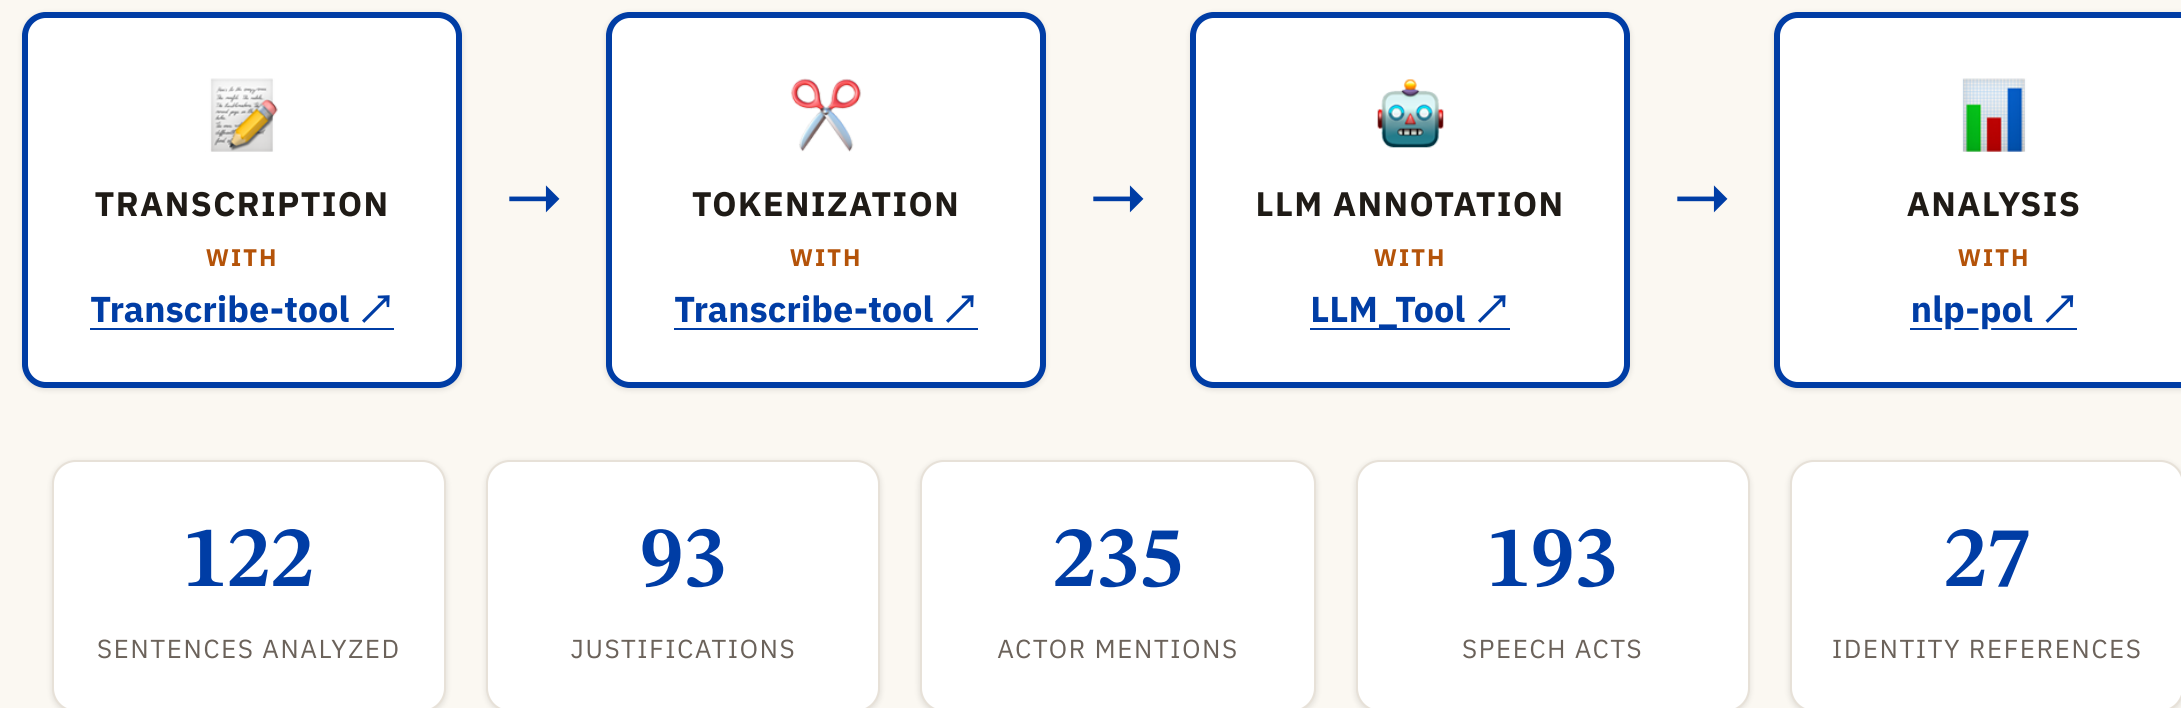 TRANSCRIPTION
WITH
Transcribe-tool ↗
→
TOKENIZATION
WITH
Transcribe-tool ↗
→
LLM ANNOTATION
WITH
LLM_Tool ↗
→
ANALYSIS
WITH
nlp-pol ↗
122
SENTENCES ANALYZED
93
JUSTIFICATIONS
235
ACTOR MENTIONS
193
SPEECH ACTS
27
IDENTITY REFERENCES